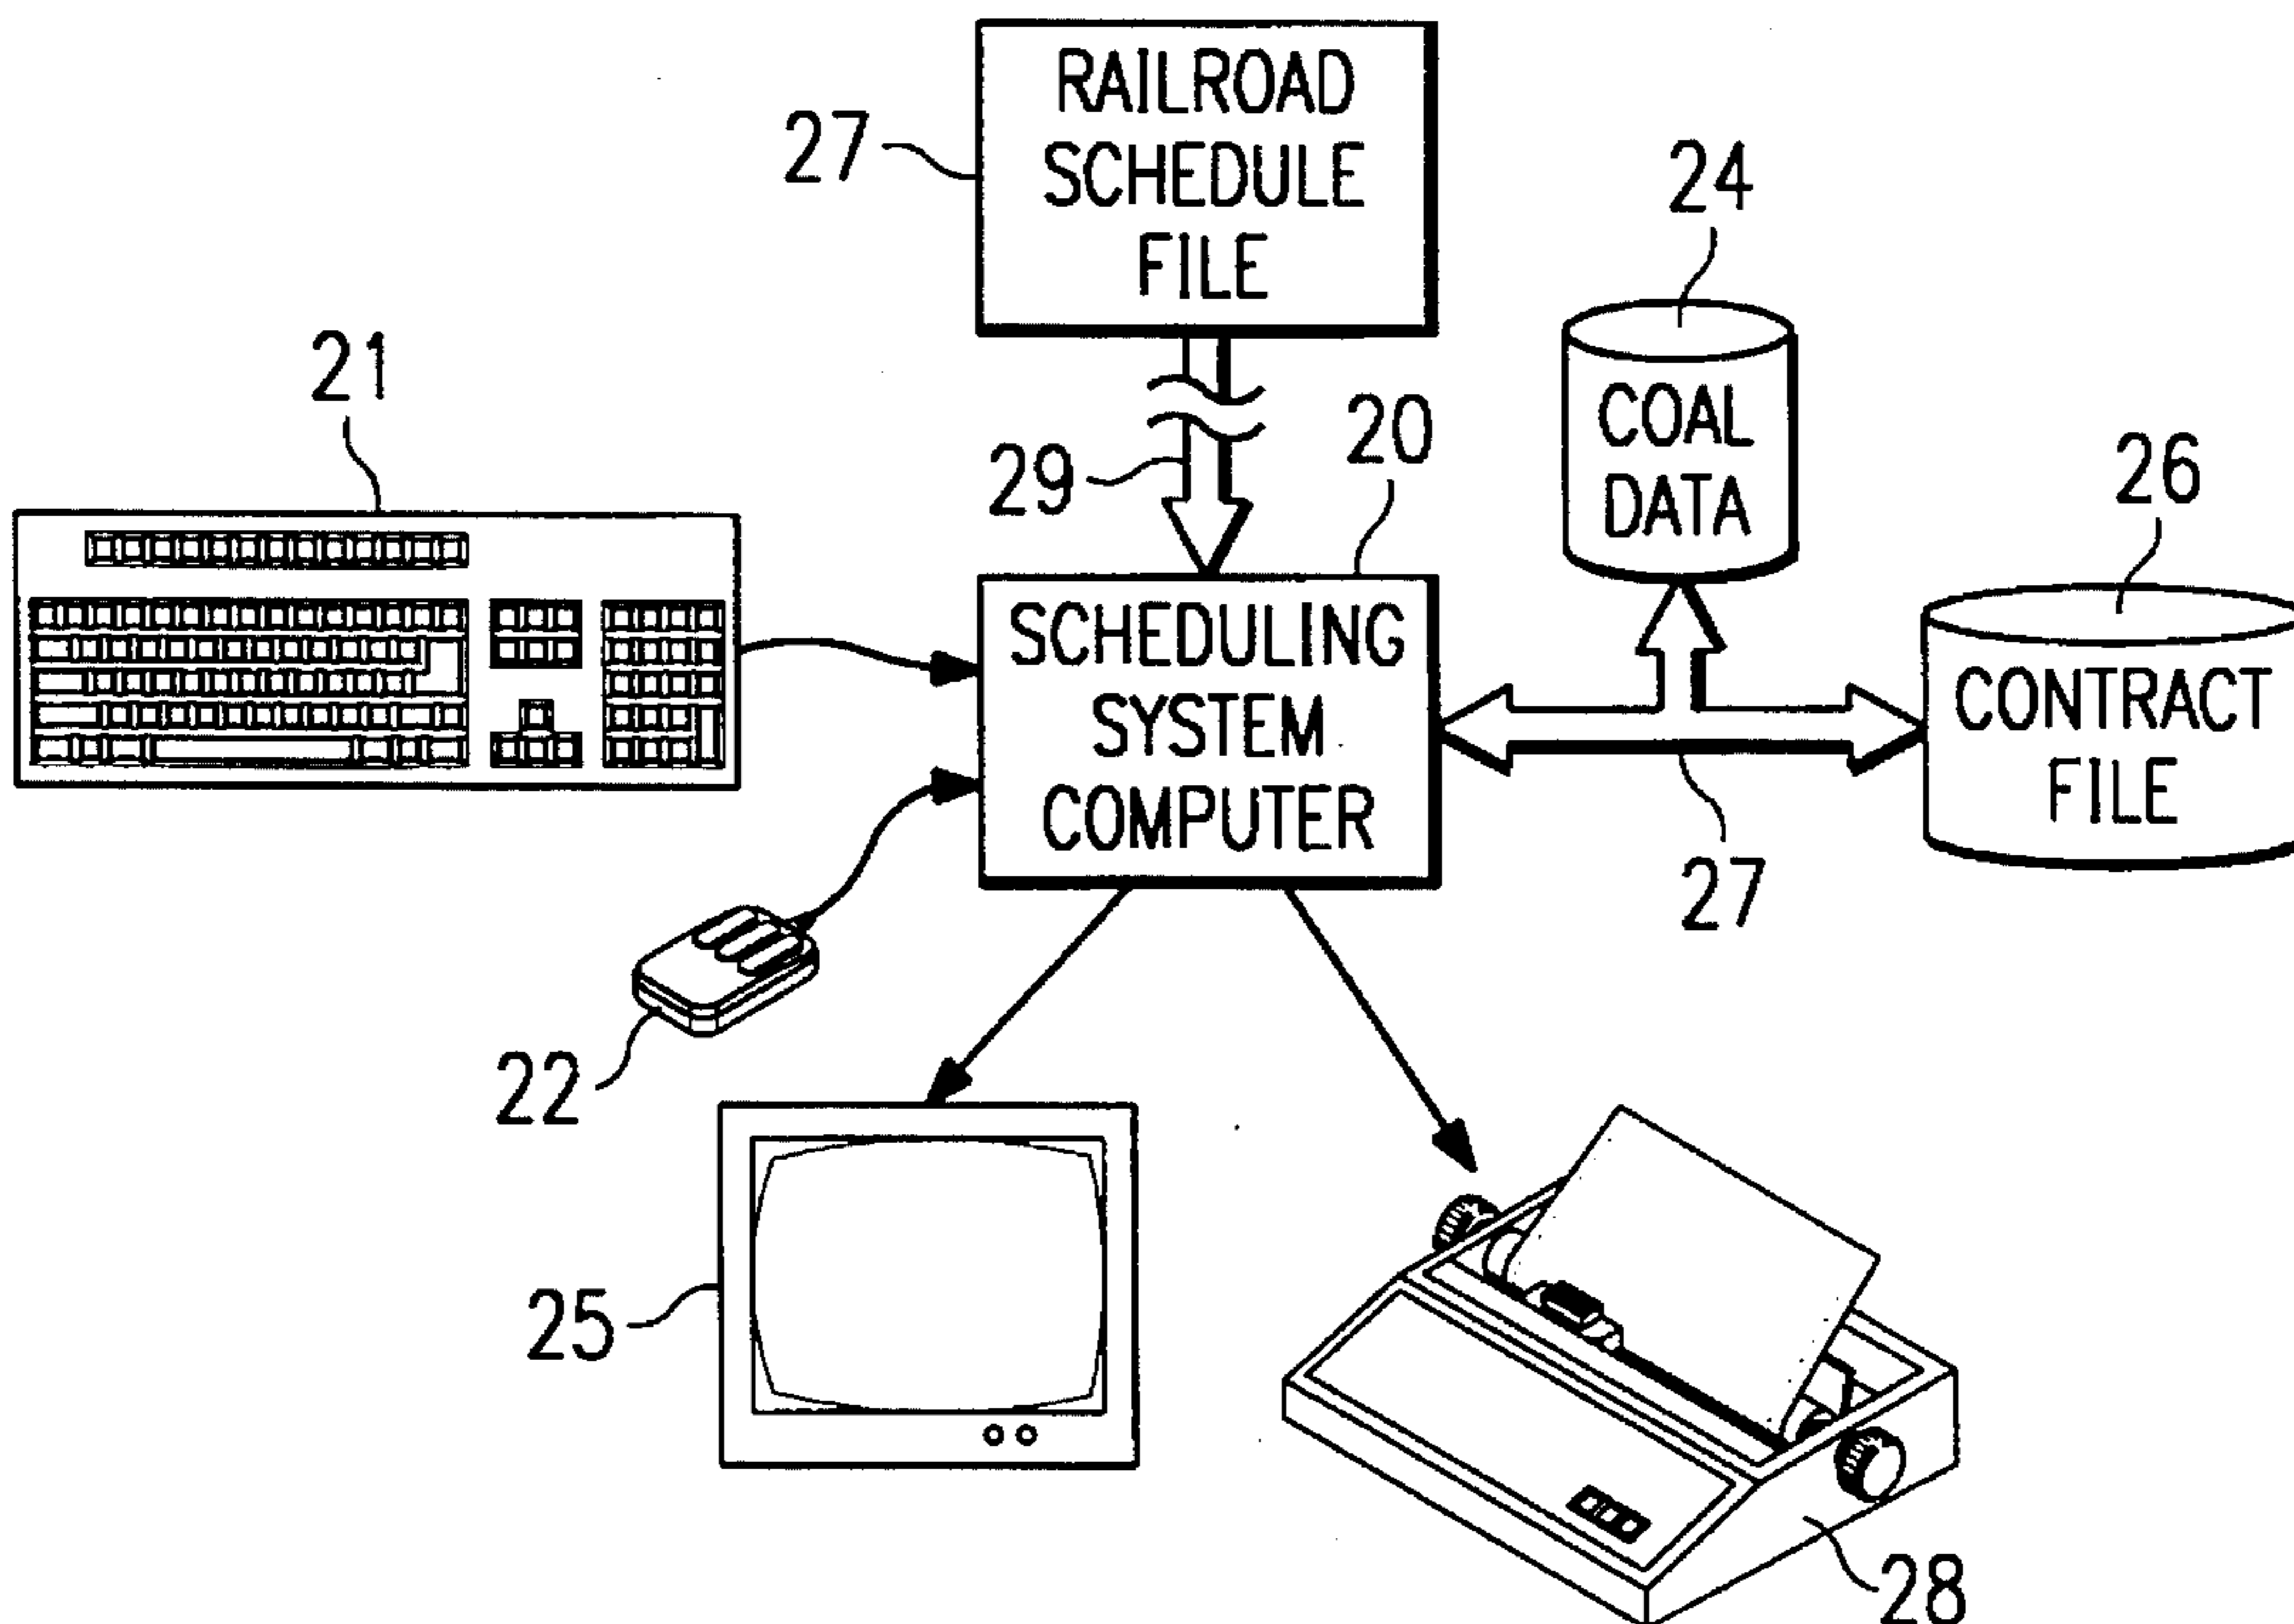 RAILROAD
SCHEDULE
FILE
27
24
21
20
COAL
DATA
29
26
SCHEDULING
SYSTEM
COMPUTER
CONTRACT
FILE
27
22
25
28